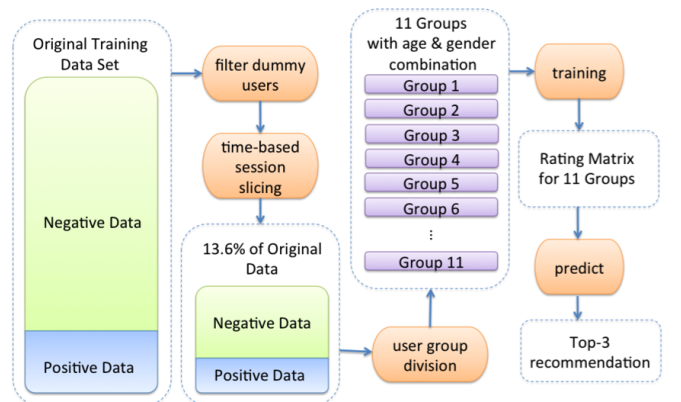 Original Training
Data Set
Negative Data
Positive Data
filter dummy
users
time-based
session
slicing
13.6% of Original
Data
Negative Data
Positive Data
user group
division
11 Groups
with age & gender
combination
Group 1
Group 2
Group 3
Group 4
Group 5
Group 6
...
Group 11
training
Rating Matrix
for 11 Groups
predict
Top-3
recommendation